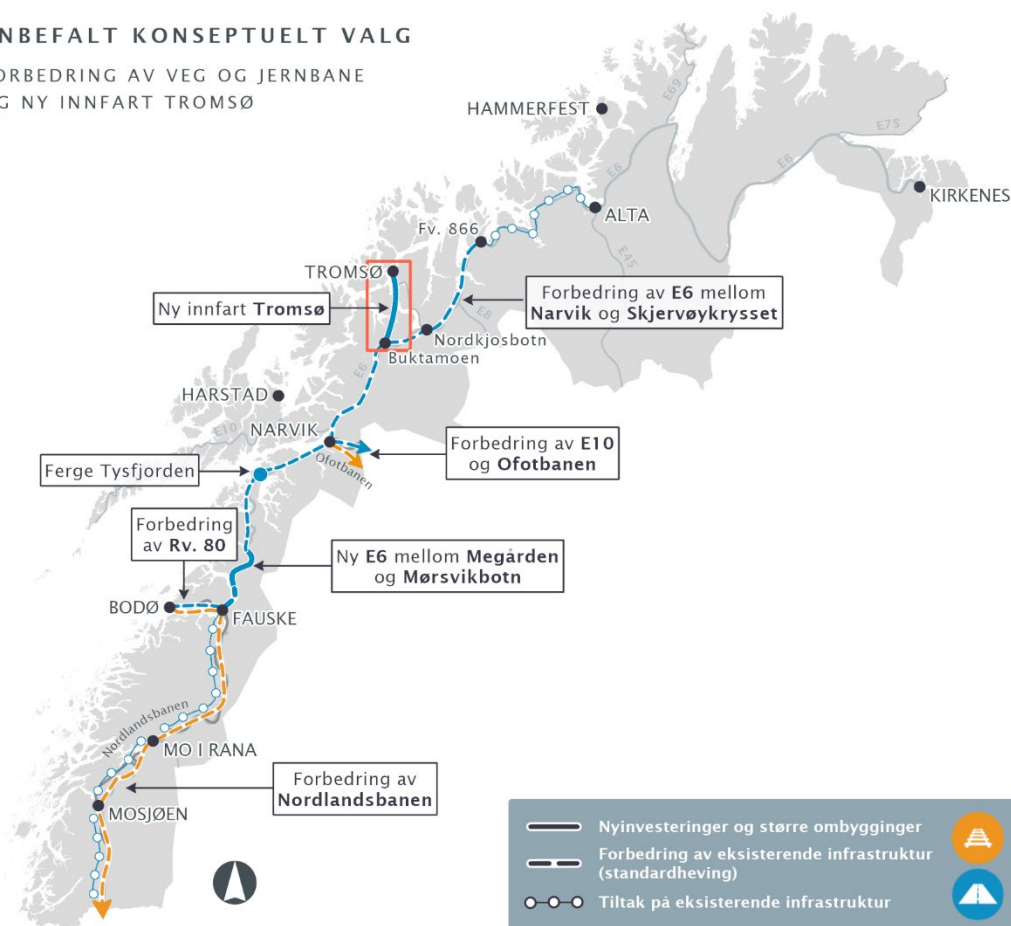 NBEFALT KONSEPTUELT VALG
ORBEDRING AV VEG OG JERNBANE
G NY INNFART TROMSØ
HAMMERFEST
E69
E75
E6
E6
KIRKENES
ALTA
Fv. 866
E45
TROMSØ
Ny innfart Tromsø
Forbedring av E6 mellom
Narvik og Skjervøykrysset
E8
Nordkjosbotn
Buktamoen
E6
HARSTAD
E10
NARVIK
Forbedring av E10
og Ofotbanen
Ofotbanen
Ferge Tysfjorden
Forbedring
av Rv. 80
Ny E6 mellom Megården
og Mørsvikbotn
BODØ
FAUSKE
Nordlandsbanen
MO I RANA
Forbedring av
Nordlandsbanen
MOSJØEN
Nyinvesteringer og større ombygginger
Forbedring av eksisterende infrastruktur
(standardheving)
Tiltak på eksisterende infrastruktur